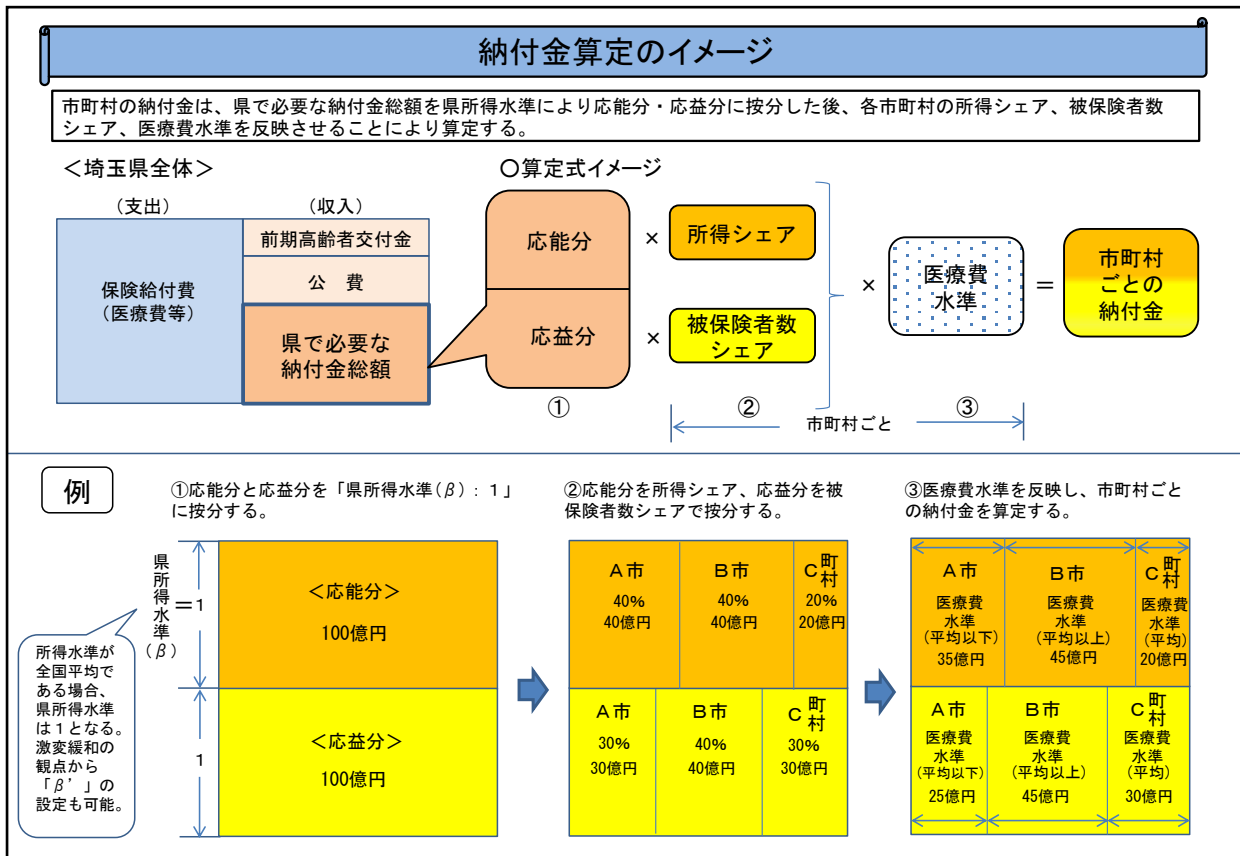 納付金算定のイメージ
市町村の納付金は、県で必要な納付金総額を県所得水準により応能分・応益分に按分した後、各市町村の所得シェア、被保険者数
シェア、医療費水準を反映させることにより算定する。
＜埼玉県全体＞
〇算定式イメージ
（支出）
（収入）
保険給付費
（医療費等）
前期高齢者交付金
公　費
県で必要な
納付金総額
応能分
×
所得シェア
応益分
×
被保険者数
シェア
×
医療費
水準
＝
市町村
ごとの
納付金
①
②
③
市町村ごと
例
①応能分と応益分を「県所得水準（β）：１」
に按分する。
県所得水準（β）
＝１
１
所得水準が
全国平均で
ある場合、
県所得水準
は１となる。
激変緩和の
観点から
「β’」の
設定も可能。
＜応能分＞
100億円
＜応益分＞
100億円
②応能分を所得シェア、応益分を被
保険者数シェアで按分する。
Ａ市
40%
40億円
Ｂ市
40%
40億円
Ｃ町村
20%
20億円
Ａ市
30%
30億円
Ｂ市
40%
40億円
Ｃ町村
30%
30億円
③医療費水準を反映し、市町村ごと
の納付金を算定する。
Ａ市
医療費
水準
（平均以下）
35億円
Ｂ市
医療費
水準
（平均以上）
45億円
Ｃ町村
医療費
水準
（平均）
20億円
Ａ市
医療費
水準
（平均以下）
25億円
Ｂ市
医療費
水準
（平均以上）
45億円
Ｃ町村
医療費
水準
（平均）
30億円